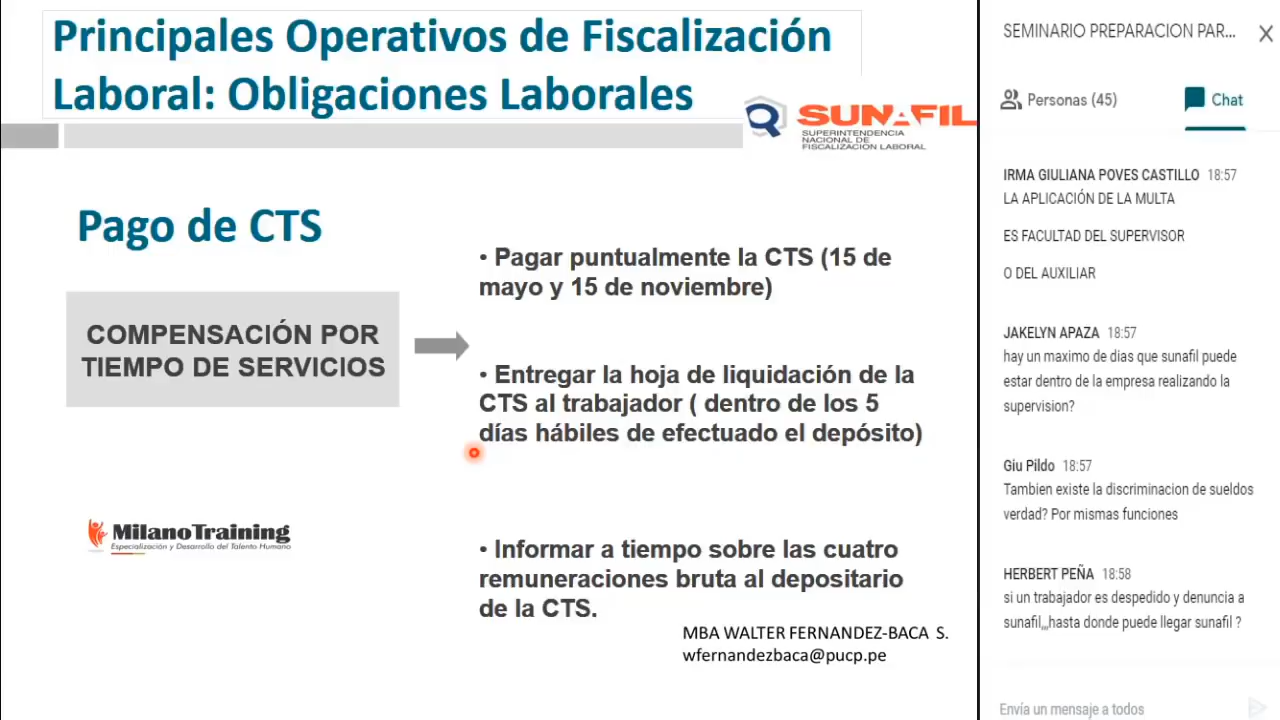 Principales Operativos de Fiscalización
Laboral: Obligaciones Laborales
SUNAFIL
SUPERINTENDENCIA
NACIONAL DE
FISCALIZACIÓN LABORAL
Pago de CTS
COMPENSACIÓN POR
TIEMPO DE SERVICIOS
• Pagar puntualmente la CTS (15 de
mayo y 15 de noviembre)
• Entregar la hoja de liquidación de la
CTS al trabajador ( dentro de los 5
días hábiles de efectuado el depósito)
• Informar a tiempo sobre las cuatro
remuneraciones bruta al depositario
de la CTS.
MilanoTraining
Especialización y Desarrollo del Talento Humano
MBA WALTER FERNANDEZ-BACA S.
wfernandezbaca@pucp.pe
SEMINARIO PREPARACION PAR...
Personas (45)
Chat
IRMA GIULIANA POVES CASTILLO 18:57
LA APLICACIÓN DE LA MULTA
ES FACULTAD DEL SUPERVISOR
O DEL AUXILIAR
JAKELYN APAZA 18:57
hay un maximo de dias que sunafil puede
estar dentro de la empresa realizando la
supervision?
Giu Pildo 18:57
Tambien existe la discriminacion de sueldos
verdad? Por mismas funciones
HERBERT PEÑA 18:58
si un trabajador es despedido y denuncia a
sunafil,,,hasta donde puede llegar sunafil ?
Envía un mensaje a todos